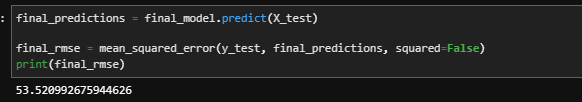 : final_predictions = final_model.predict(X_test)
final_rmse = mean_squared_error(y_test, final_predictions, squared=False)
print(final_rmse)
53.520992675944626